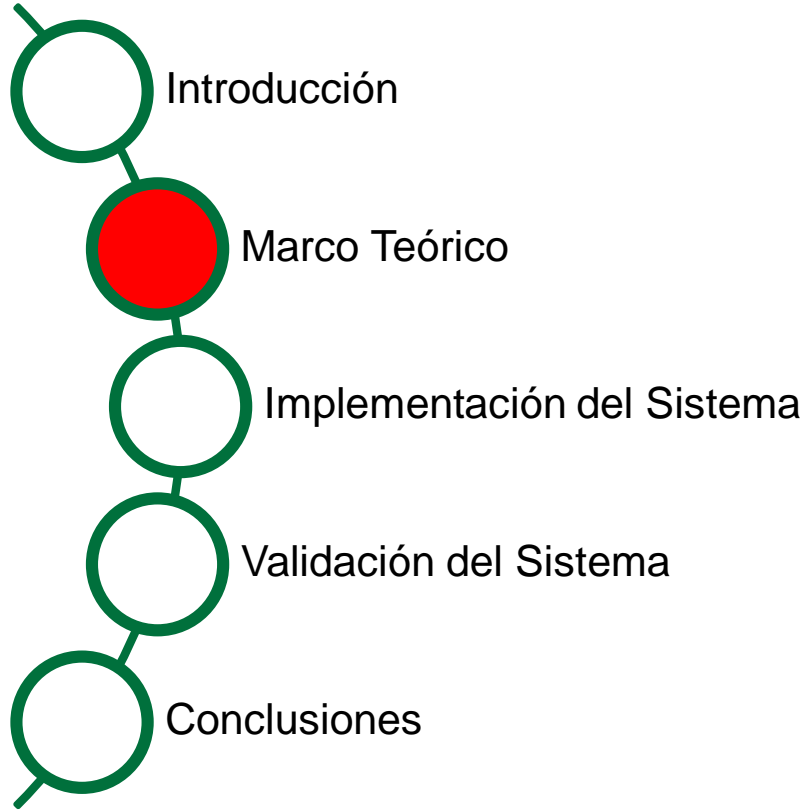 Introducción
Marco Teórico
Implementación del Sistema
Validación del Sistema
Conclusiones